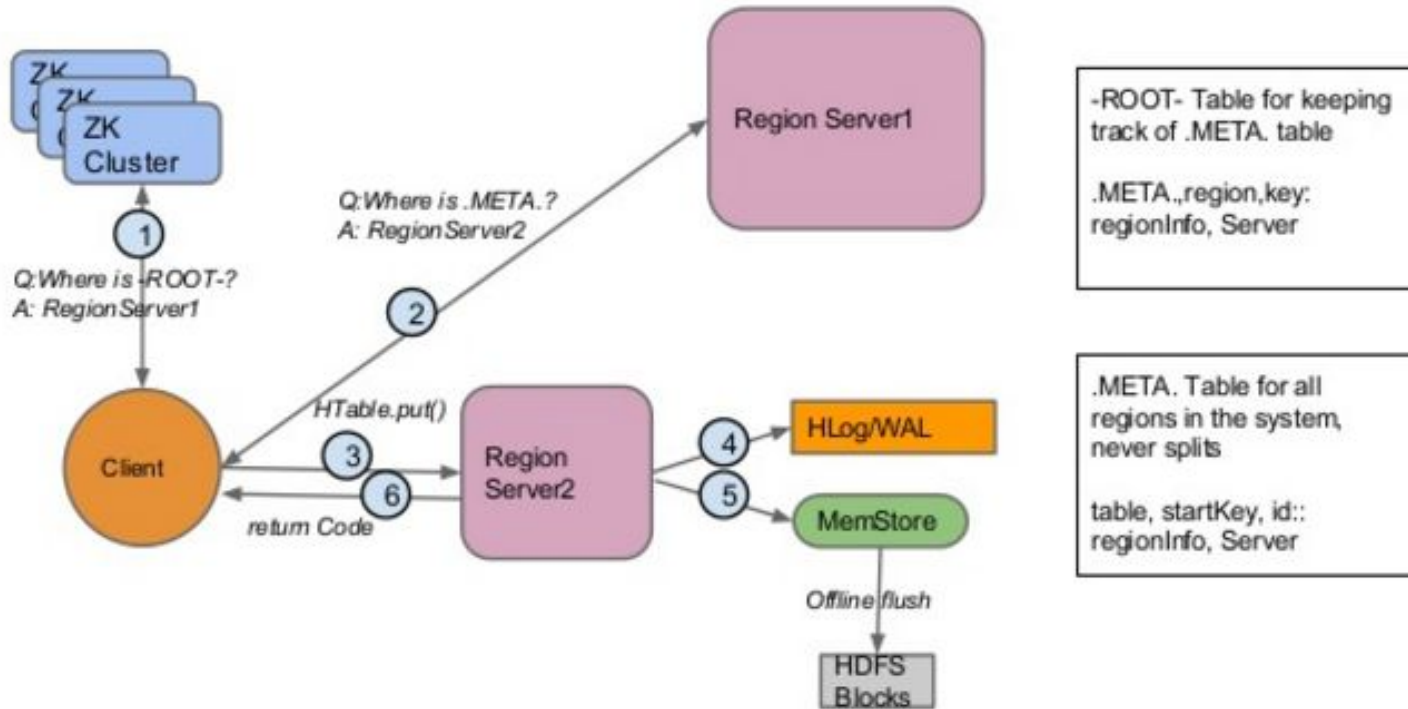 ZK
ZK
ZK
Cluster
1
Q:Where is -ROOT-?
A: RegionServer1
Q:Where is .META.?
A: RegionServer2
2
Region Server1
Client
HTable.put()
3
6
return Code
Region
Server2
4
5
HLog/WAL
MemStore
Offline flush
HDFS
Blocks
-ROOT- Table for keeping
track of .META. table
.META.,region,key:
regionInfo, Server
.META. Table for all
regions in the system,
never splits
table, startKey, id::
regionInfo, Server